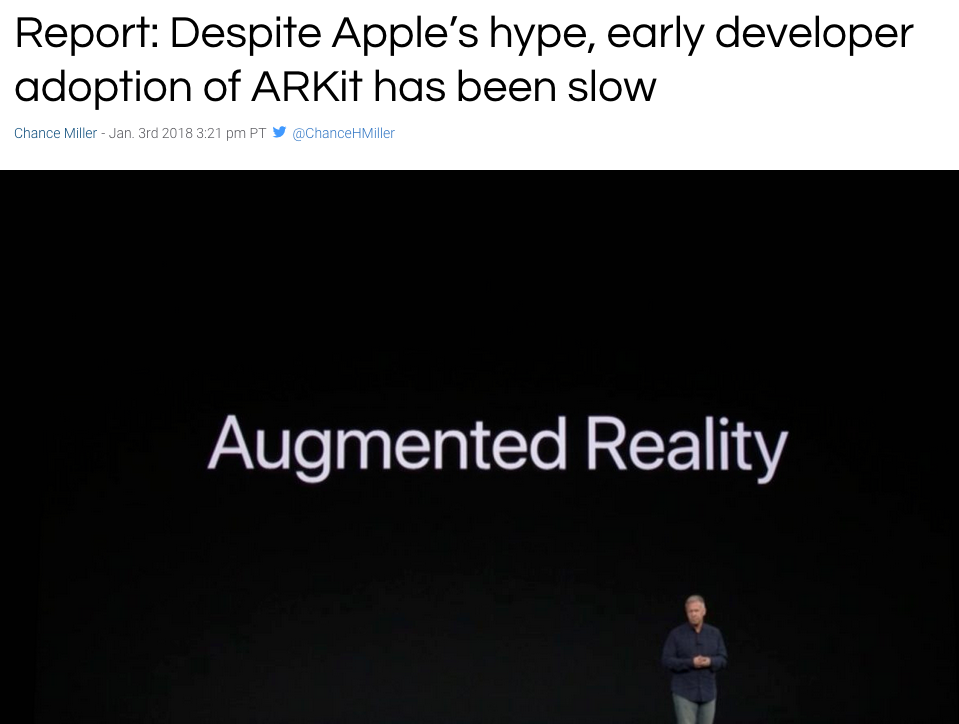 Report: Despite Apple’s hype, early developer
adoption of ARKit has been slow
Chance Miller - Jan. 3rd 2018 3:21 pm PT @ChanceHMiller
Augmented Reality